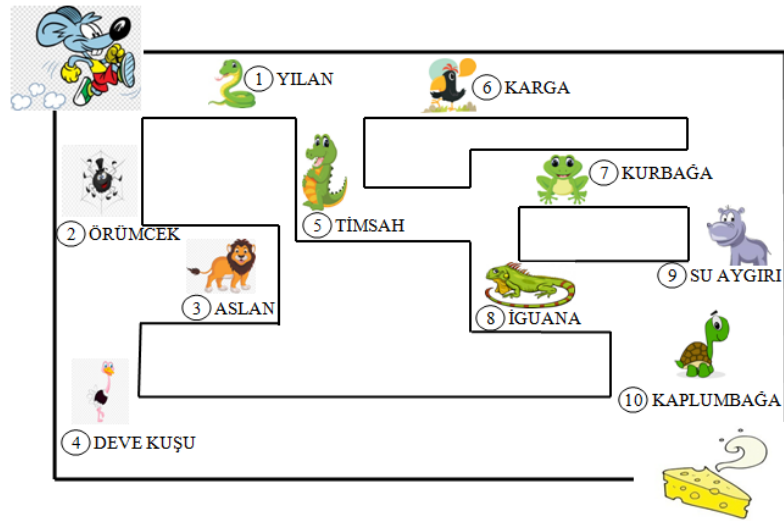 1 YILAN
6 KARGA
7 KURBAĞA
5 TİMSAH
2 ÖRÜMCEK
9 SU AYGIRI
3 ASLAN
8 İGUANA
10 KAPLUMBAĞA
4 DEVE KUŞU